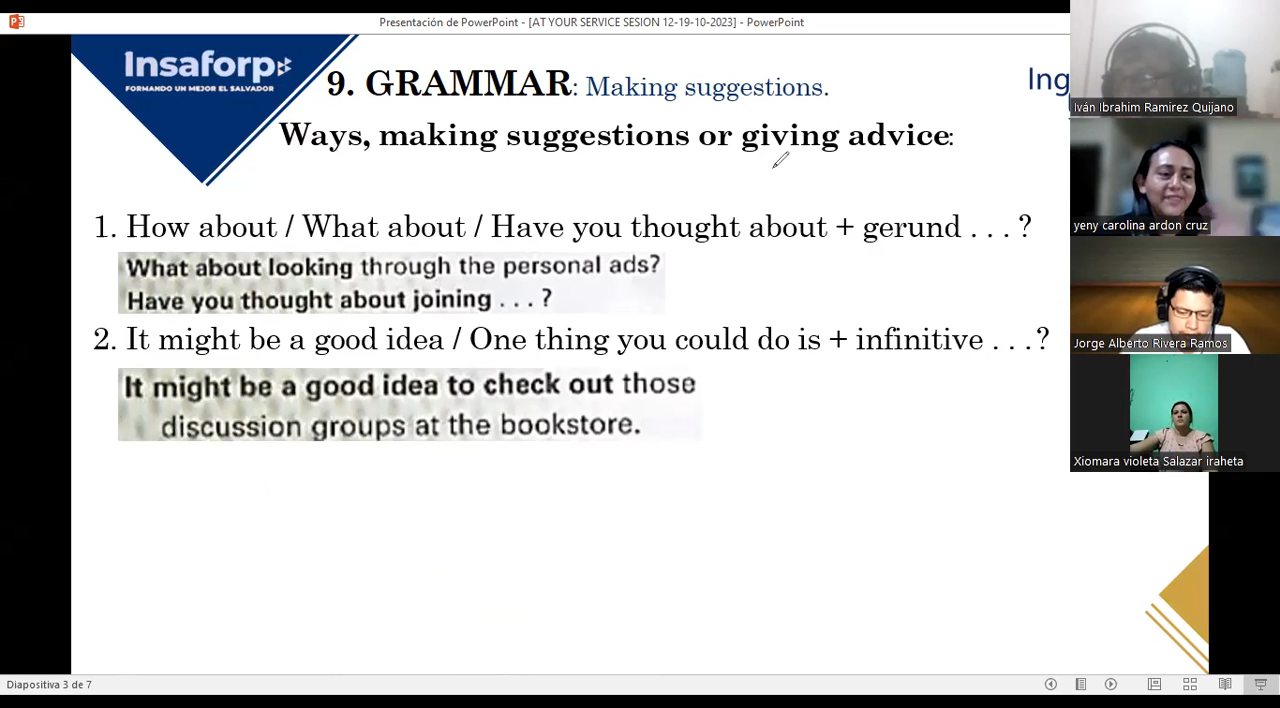 Presentación de PowerPoint - [AT YOUR SERVICE SESION 12-19-10-2023] - PowerPoint
Insaforp
FORMANDO UN MEJOR EL SALVADOR
9. GRAMMAR: Making suggestions.
Ing
Ways, making suggestions or giving advice:
1. How about / What about / Have you thought about + gerund . . . ?
What about looking through the personal ads?
Have you thought about joining . . . ?
2. It might be a good idea / One thing you could do is + infinitive . . . ?
It might be a good idea to check out those
discussion groups at the bookstore.
Iván Ibrahim Ramirez Quijano
yeny carolina ardon cruz
Jorge Alberto Rivera Ramos
Xiomara violeta Salazar iraheta
Diapositiva 3 de 7